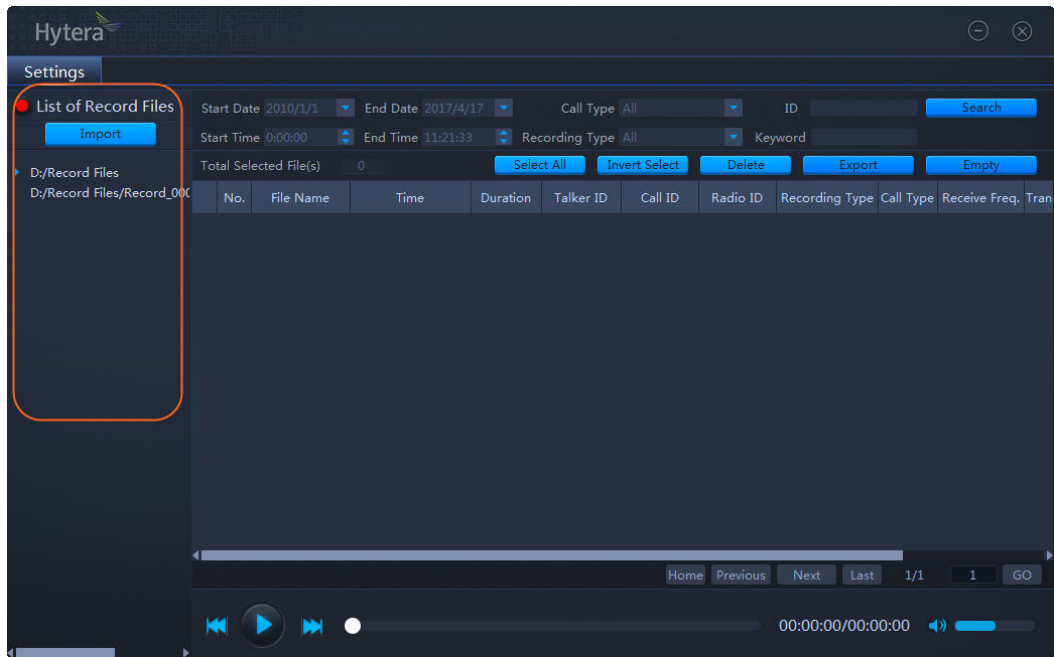 Hytera
Settings
List of Record Files
Import
D:/Record Files
D:/Record Files/Record_00
Start Date 2010/1/1 End Date 2017/4/17 Call Type All ID Search
Start Time 0:00:00 End Time 11:21:33 Recording Type All Keyword
Total Selected File(s) 0 Select All Invert Select Delete Export Empty
No. File Name Time Duration Talker ID Call ID Radio ID Recording Type Call Type Receive Freq. Tran
Home Previous Next Last 1/1 1 GO
00:00:00/00:00:00